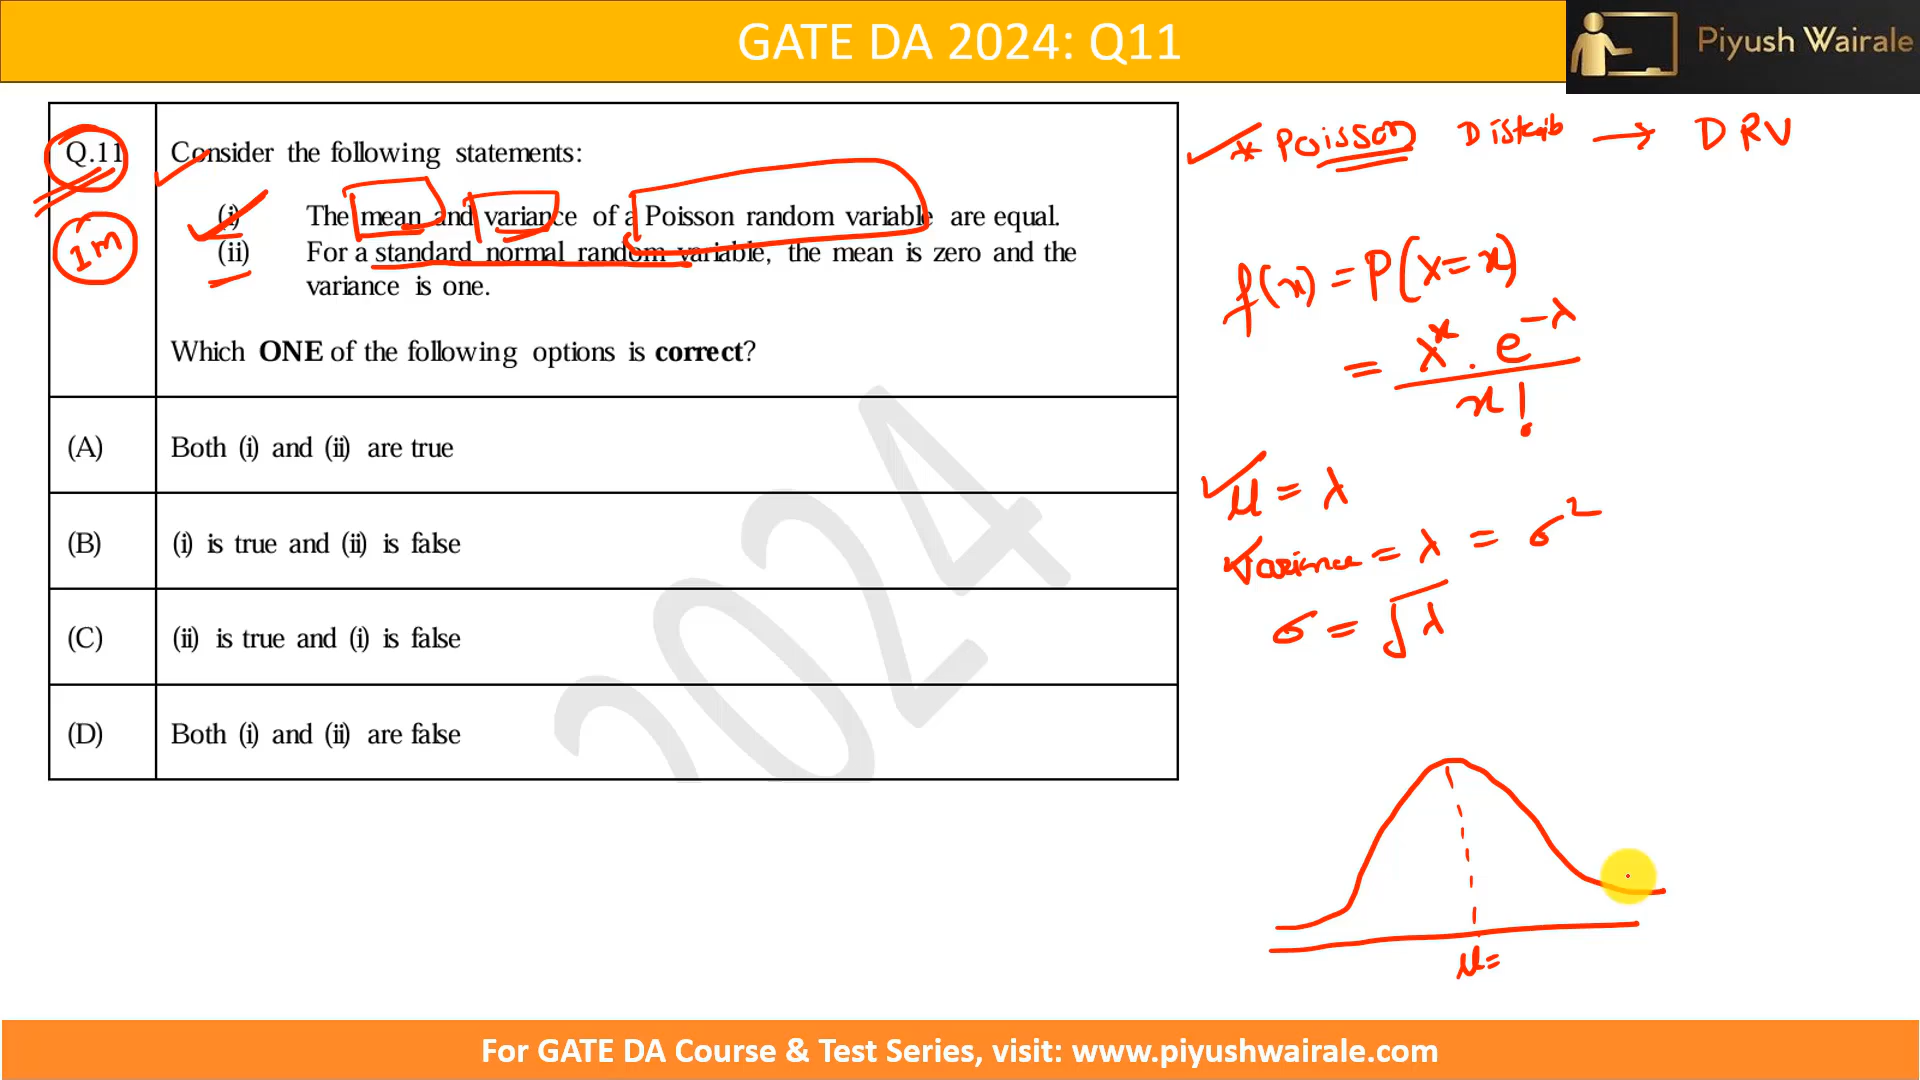 GATE DA 2024: Q11
Piyush Wairale
Q.11
1m
Consider the following statements:
(i) The mean and variance of a Poisson random variable are equal.
(ii) For a standard normal random variable, the mean is zero and the
variance is one.
Which ONE of the following options is correct?
(A) Both (i) and (ii) are true
(B) (i) is true and (ii) is false
(C) (ii) is true and (i) is false
(D) Both (i) and (ii) are false
2024
* Poisson Distrib → DRV
f(x) = P(X=x)
= λ^x . e^-λ
x!
μ = λ
Variance = λ = σ²
σ = √λ
μ=
For GATE DA Course & Test Series, visit: www.piyushwairale.com